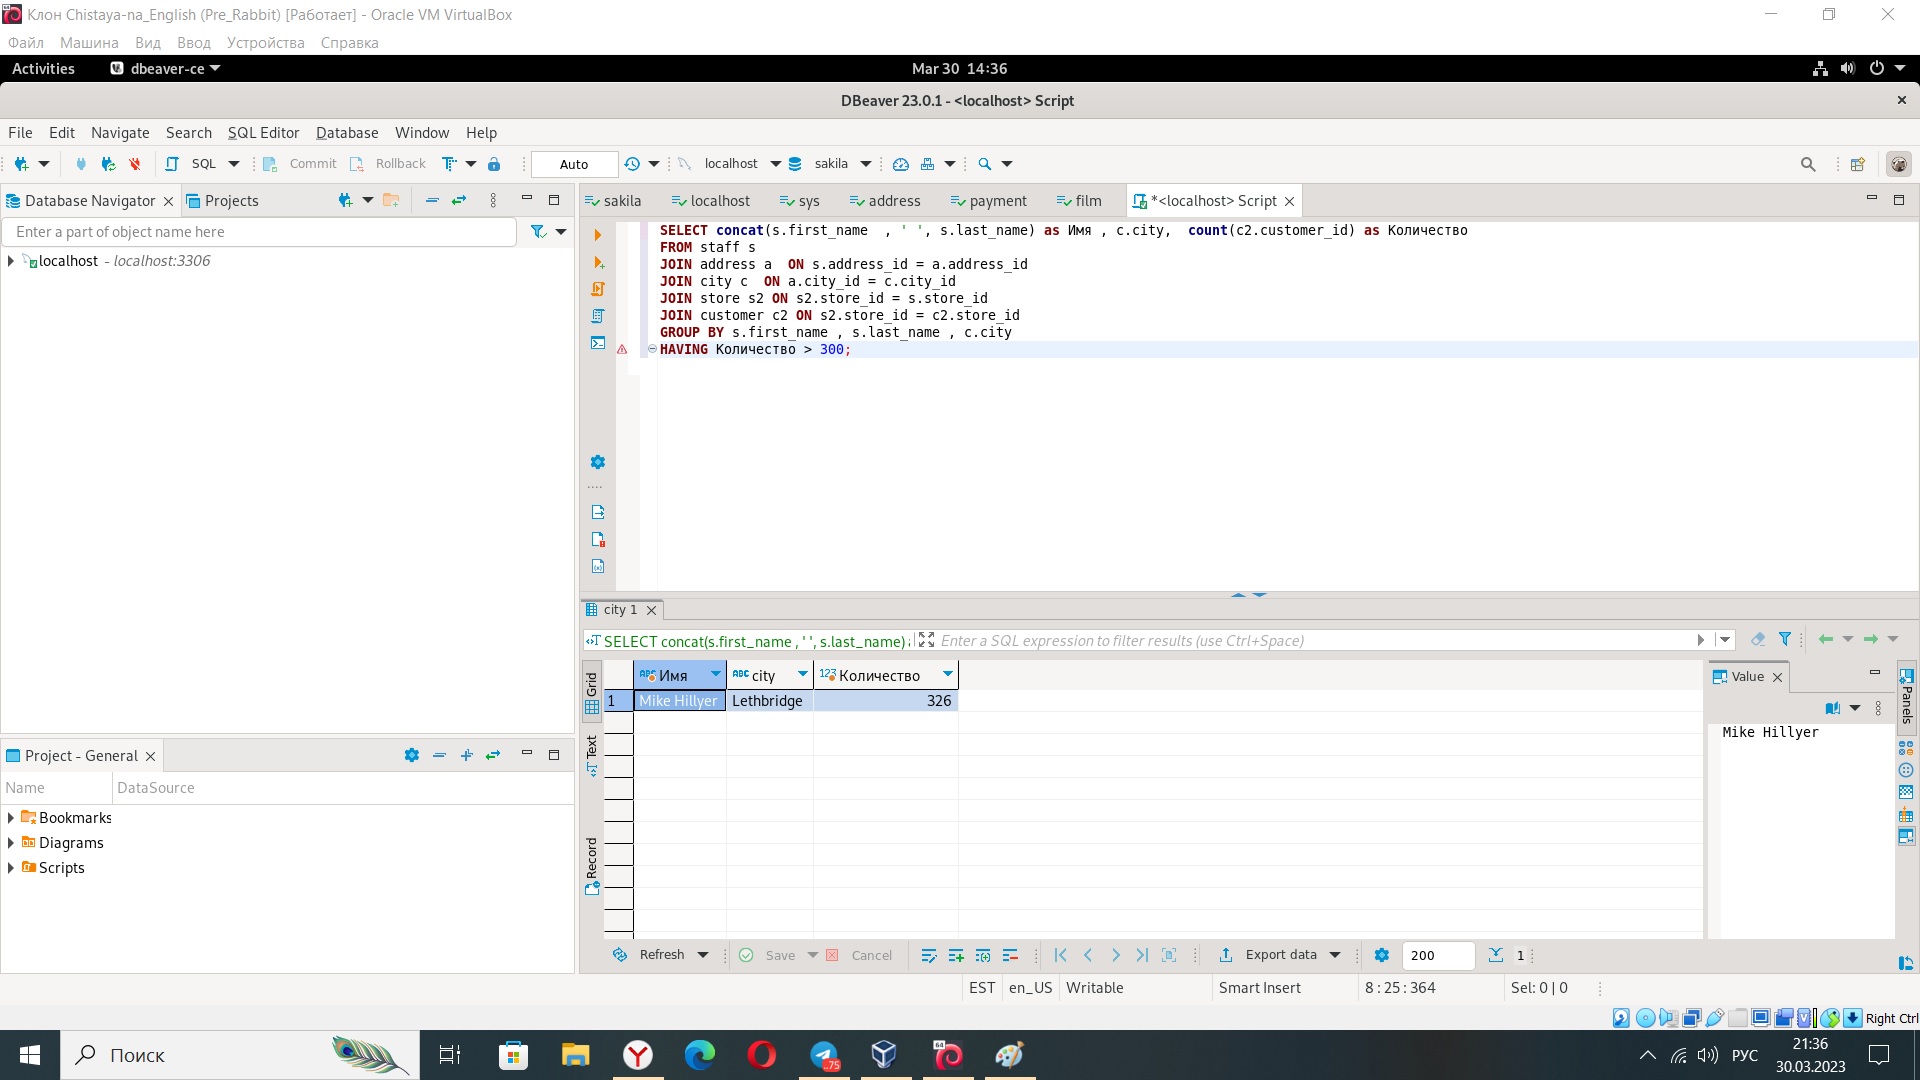 Клон Chistaya-na_English (Pre_Rabbit) [Работает] - Oracle VM VirtualBox
Файл Машина Вид Ввод Устройства Справка
Activities dbeaver-ce Mar 30 14:36
DBeaver 23.0.1 - <localhost> Script
File Edit Navigate Search SQL Editor Database Window Help
SQL Commit Rollback Auto localhost sakila
Database Navigator Projects
sakila localhost sys address payment film *<localhost> Script
Enter a part of object name here
localhost - localhost:3306
SELECT concat(s.first_name , ' ', s.last_name) as Имя , c.city, count(c2.customer_id) as Количество
FROM staff s
JOIN address a ON s.address_id = a.address_id
JOIN city c ON a.city_id = c.city_id
JOIN store s2 ON s2.store_id = s.store_id
JOIN customer c2 ON s2.store_id = c2.store_id
GROUP BY s.first_name , s.last_name , c.city
HAVING Количество > 300;
city 1
SELECT concat(s.first_name , ' ', s.last_name) Enter a SQL expression to filter results (use Ctrl+Space)
Grid
Text
Record
Имя city Количество
1 Mike Hillyer Lethbridge 326
Value
Mike Hillyer
Panels
Project - General
Name DataSource
Bookmarks
Diagrams
Scripts
Refresh Save Cancel Export data 200 1
EST en_US Writable Smart Insert 8 : 25 : 364 Sel: 0 | 0
Right Ctrl
Поиск
..75
64
РУС
21:36
30.03.2023